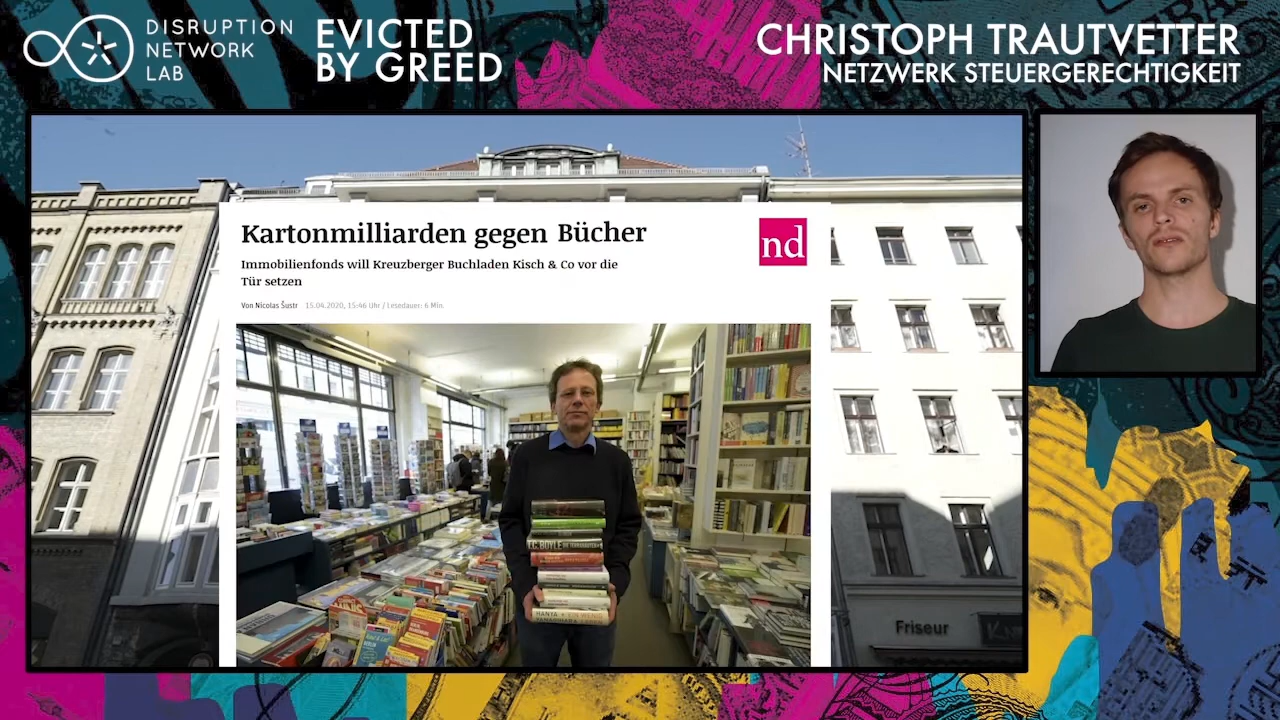 DISRUPTION
NETWORK
LAB
EVICTED
BY GREED
CHRISTOPH TRAUTVETTER
NETZWERK STEUERGERECHTIGKEIT
Kartonmilliarden gegen Bücher
nd
Immobilienfonds will Kreuzberger Buchladen Kisch & Co vor die
Tür setzen
Von Nicolas Šustr 15.04.2020, 15:46 Uhr / Lesedauer: 6 Min.
T.C. BOYLE
HANYA
Friseur